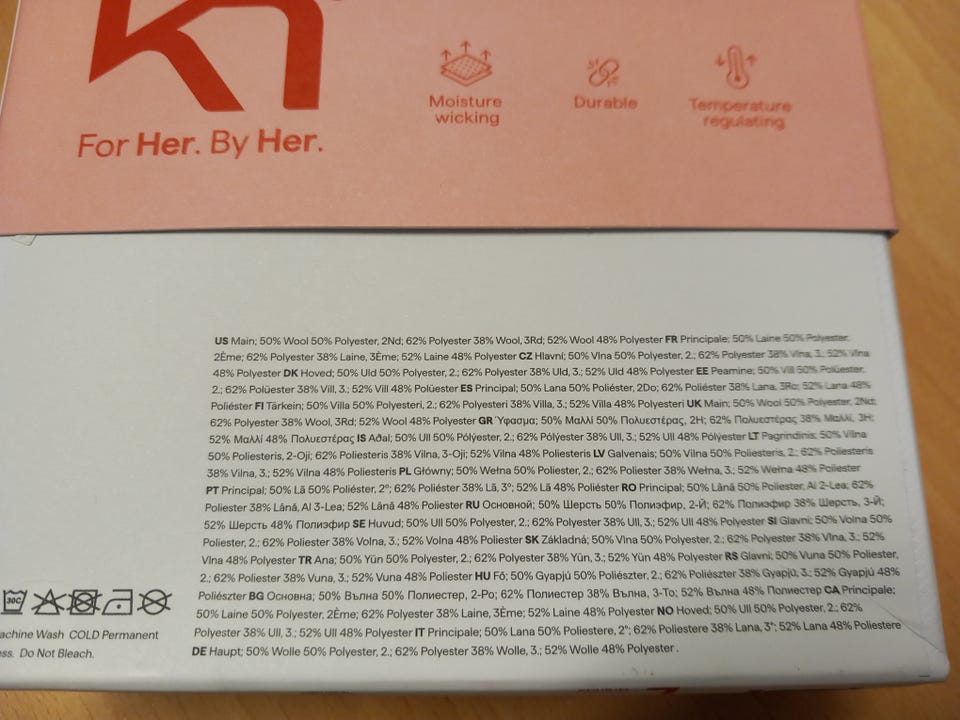 For Her. By Her.
Moisture
wicking
Durable
Temperature
regulating
US Main; 50% Wool 50% Polyester, 2Nd; 62% Polyester 38% Wool, 3Rd; 52% Wool 48% Polyester FR Principale; 50% Laine 50% Polyester,
2Ème; 62% Polyester 38% Laine, 3Ème; 52% Laine 48% Polyester CZ Hlavní; 50% Vlna 50% Polyester, 2.; 62% Polyester 38% Vlna, 3.; 52% Vlna
48% Polyester DK Hoved; 50% Uld 50% Polyester, 2.; 62% Polyester 38% Uld, 3.; 52% Uld 48% Polyester EE Peamine; 50% Vill 50% Polüester,
2.; 62% Polüester 38% Vill, 3.; 52% Vill 48% Polüester ES Principal; 50% Lana 50% Poliéster, 2Do; 62% Poliéster 38% Lana, 3Ro; 52% Lana 48%
Poliéster FI Tärkein; 50% Villa 50% Polyesteri, 2.; 62% Polyesteri 38% Villa, 3.; 52% Villa 48% Polyesteri UK Main; 50% Wool 50% Polyester, 2Nd;
62% Polyester 38% Wool, 3Rd; 52% Wool 48% Polyester GR Ύφασμα; 50% Μαλλί 50% Πολυεστέρας, 2Η; 62% Πολυεστέρας 38% Μαλλί, 3Η;
52% Μαλλί 48% Πολυεστέρας IS Aðal; 50% Ull 50% Pólýester, 2.; 62% Pólýester 38% Ull, 3.; 52% Ull 48% Pólýester LT Pagrindinis; 50% Vilna
50% Poliesteris, 2-Oji; 62% Poliesteris 38% Vilna, 3-Oji; 52% Vilna 48% Poliesteris LV Galvenais; 50% Vilna 50% Poliesteris, 2.; 62% Poliesteris
38% Vilna, 3.; 52% Vilna 48% Poliesteris PL Główny; 50% Wełna 50% Poliester, 2.; 62% Poliester 38% Wełna, 3.; 52% Wełna 48% Poliester
PT Principal; 50% Lã 50% Poliéster, 2º; 62% Poliéster 38% Lã, 3º; 52% Lã 48% Poliéster RO Principal; 50% Lână 50% Poliester, Al 2-Lea; 62%
Poliester 38% Lână, Al 3-Lea; 52% Lână 48% Poliester RU Основной; 50% Шерсть 50% Полиэфир, 2-Й; 62% Полиэфир 38% Шерсть, 3-Й;
52% Шерсть 48% Полиэфир SE Huvud; 50% Ull 50% Polyester, 2.; 62% Polyester 38% Ull, 3.; 52% Ull 48% Polyester SI Glavni; 50% Volna 50%
Poliester, 2.; 62% Poliester 38% Volna, 3.; 52% Volna 48% Poliester SK Základná; 50% Vlna 50% Polyester, 2.; 62% Polyester 38% Vlna, 3.; 52%
Vlna 48% Polyester TR Ana; 50% Yün 50% Polyester, 2.; 62% Polyester 38% Yün, 3.; 52% Yün 48% Polyester RS Glavni; 50% Vuna 50% Poliester,
2.; 62% Poliester 38% Vuna, 3.; 52% Vuna 48% Poliester HU Fő; 50% Gyapjú 50% Poliészter, 2.; 62% Poliészter 38% Gyapjú, 3.; 52% Gyapjú 48%
Poliészter BG Основна; 50% Вълна 50% Полиестер, 2-Ро; 62% Полиестер 38% Вълна, 3-То; 52% Вълна 48% Полиестер CA Principale;
50% Laine 50% Polyester, 2Ème; 62% Polyester 38% Laine, 3Ème; 52% Laine 48% Polyester NO Hoved; 50% Ull 50% Polyester, 2.; 62%
Polyester 38% Ull, 3.; 52% Ull 48% Polyester IT Principale; 50% Lana 50% Poliestere, 2°; 62% Poliestere 38% Lana, 3°; 52% Lana 48% Poliestere
DE Haupt; 50% Wolle 50% Polyester, 2.; 62% Polyester 38% Wolle, 3.; 52% Wolle 48% Polyester.
30C
achine Wash COLD Permanent
ess. Do Not Bleach.